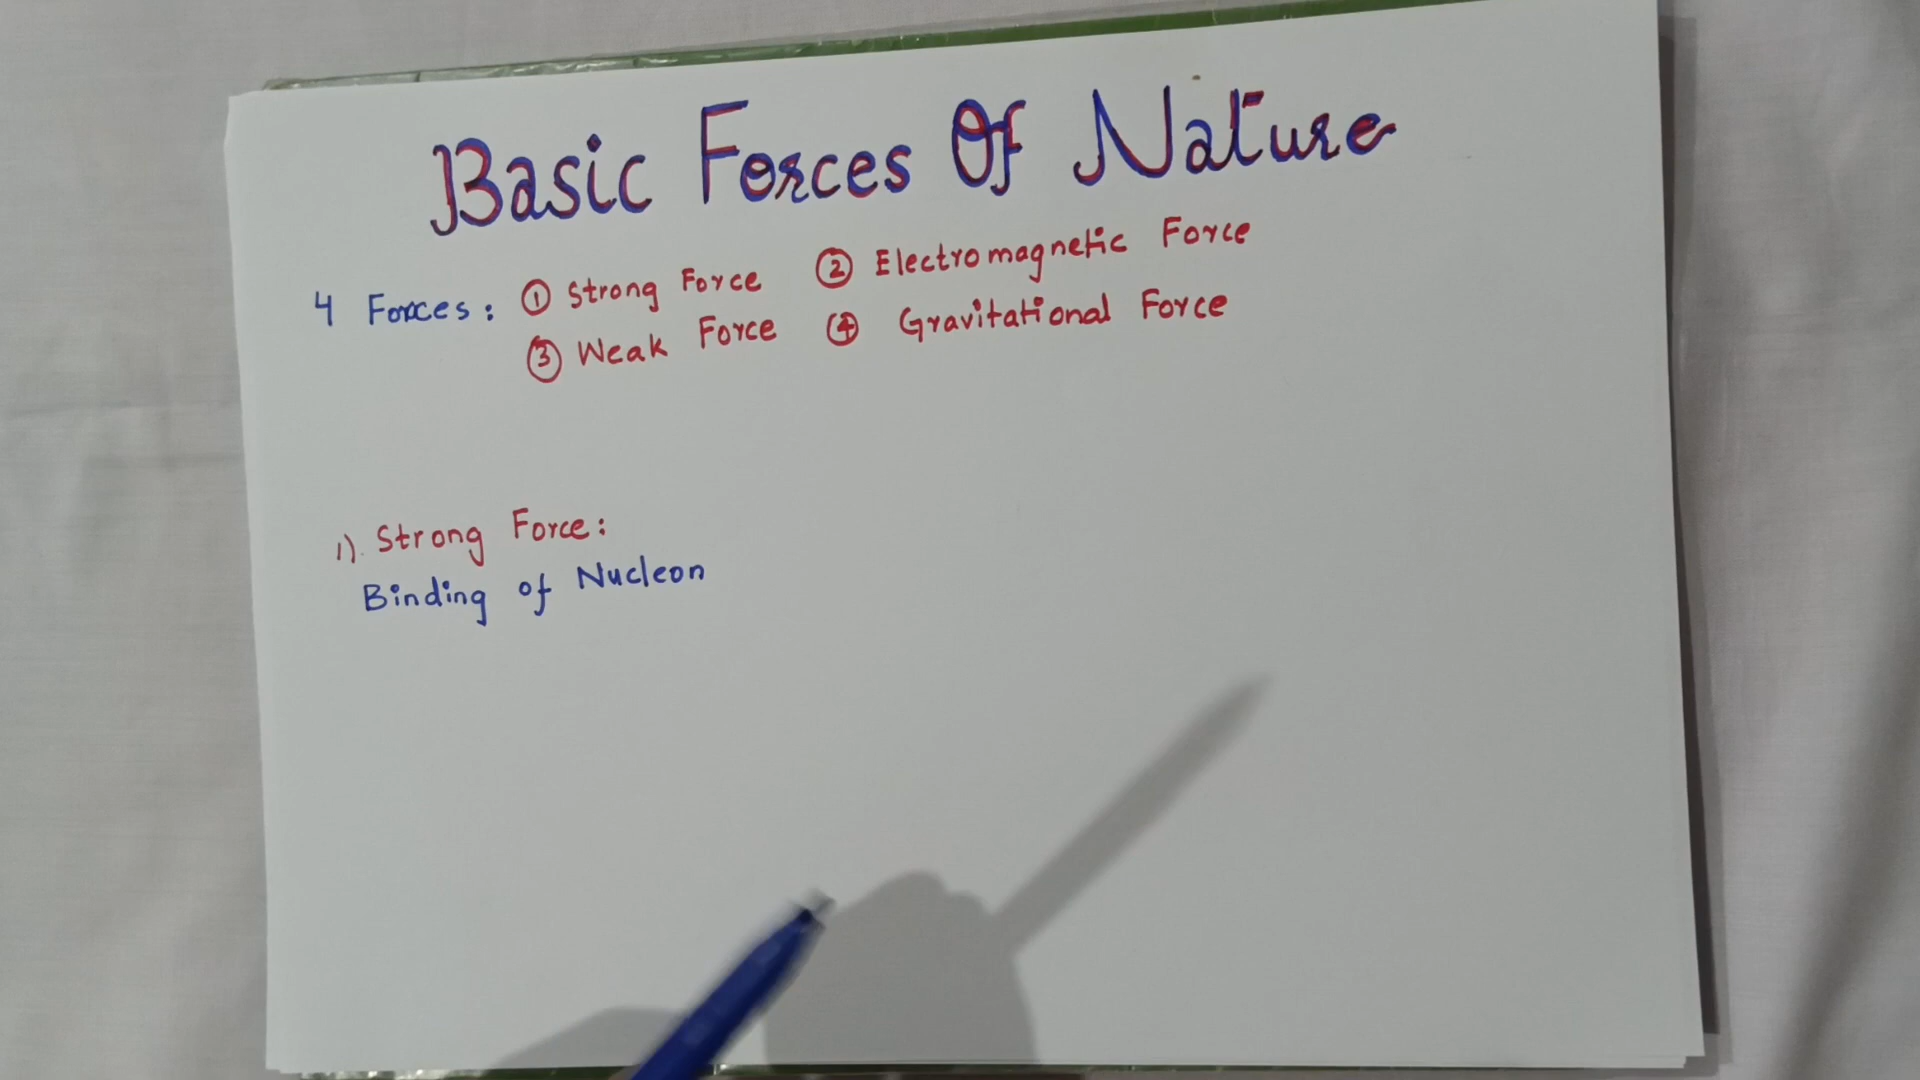 Basic Forces Of Nature
4 Forces: ① Strong Force ② Electromagnetic Force
③ Weak Force ④ Gravitational Force
1). Strong Force:
Binding of Nucleon